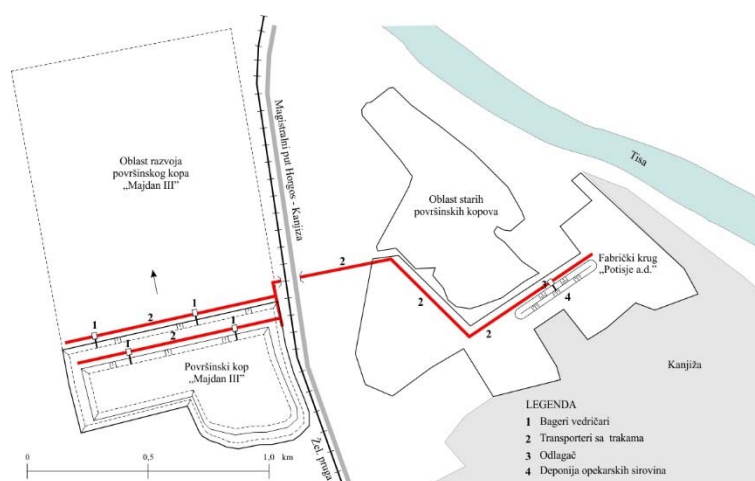 Oblast razvoja
površinskog kopa
„Majdan III”
Magistralni put Horgos - Kanjiza
Tisa
Oblast starih
površinskih kopova
2
Fabrički krug
„Potisje a.d.”
3
4
2
2
1
2
1
1
2
1
Površinski kop
„Majdan III”
Kanjiža
Žel. pruga
LEGENDA
1 Bageri vedričari
2 Transporteri sa trakama
3 Odlagač
4 Deponija opekarskih sirovina
0
0,5
1,0 km